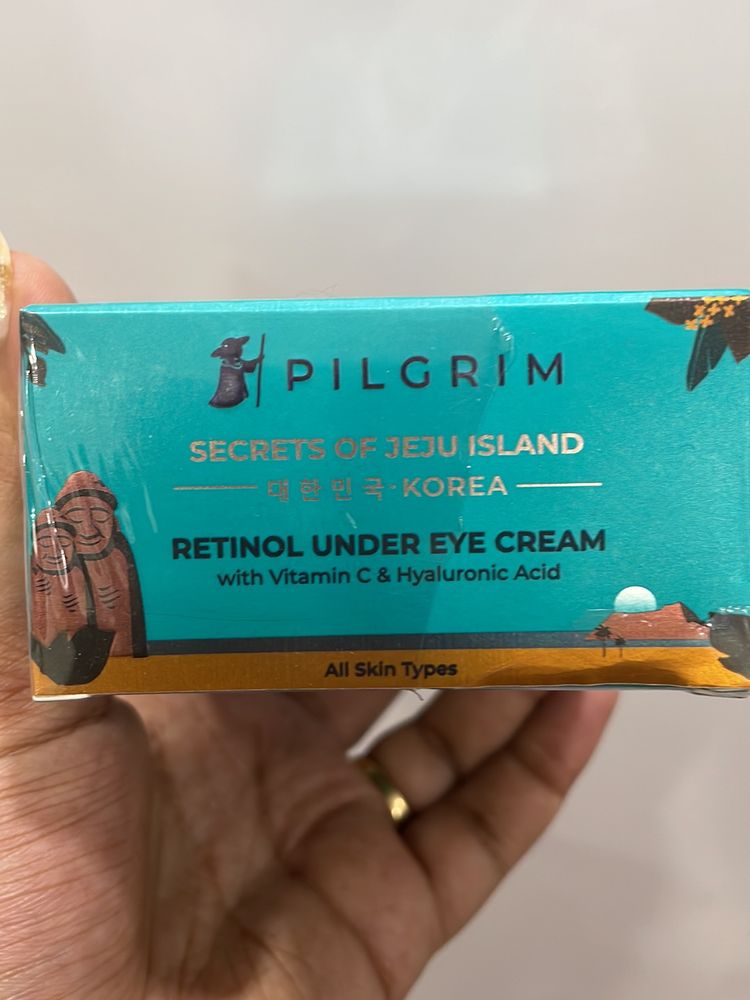 PILGRIM
SECRETS OF JEJU ISLAND
대한민국·KOREA
RETINOL UNDER EYE CREAM
with Vitamin C & Hyaluronic Acid
All Skin Types